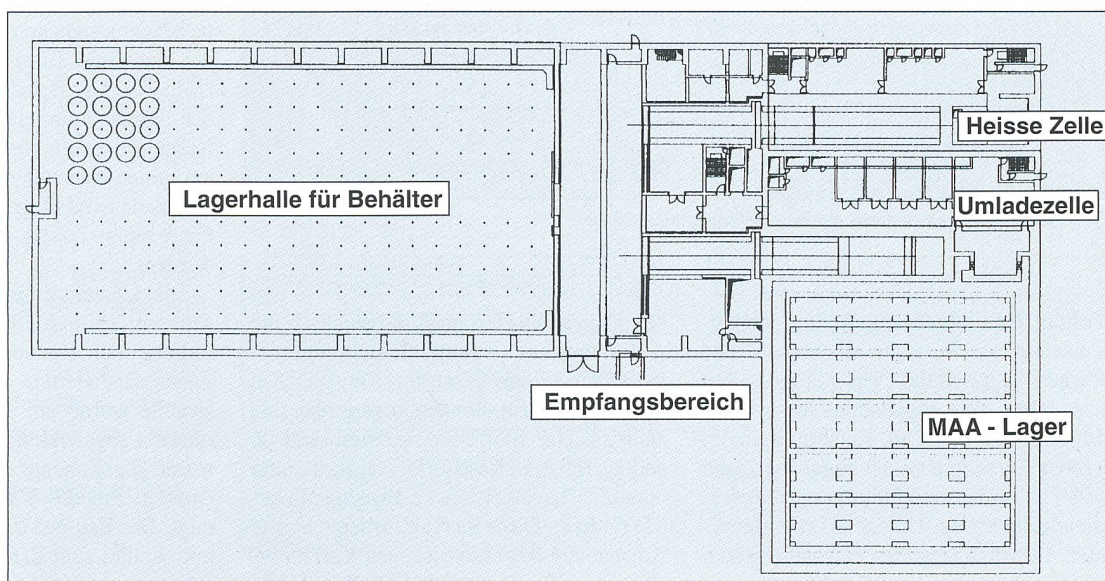 Heisse Zelle
Lagerhalle für Behälter
Umladezelle
Empfangsbereich
MAA - Lager